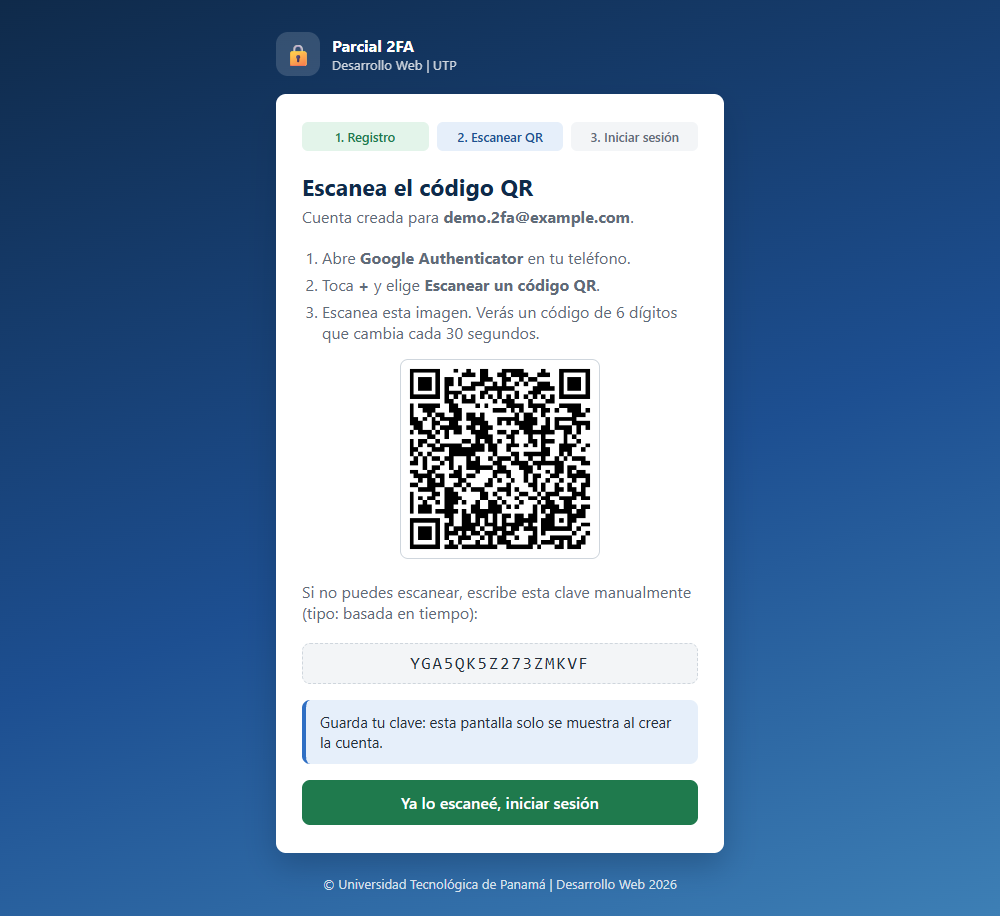 Parcial 2FA
Desarrollo Web | UTP
1. Registro
2. Escanear QR
3. Iniciar sesión
Escanea el código QR
Cuenta creada para demo.2fa@example.com.
1. Abre Google Authenticator en tu teléfono.
2. Toca + y elige Escanear un código QR.
3. Escanea esta imagen. Verás un código de 6 dígitos
que cambia cada 30 segundos.
Si no puedes escanear, escribe esta clave manualmente
(tipo: basada en tiempo):
YGA5QK5Z273ZMKVF
Guarda tu clave: esta pantalla solo se muestra al crear
la cuenta.
Ya lo escaneé, iniciar sesión
© Universidad Tecnológica de Panamá | Desarrollo Web 2026